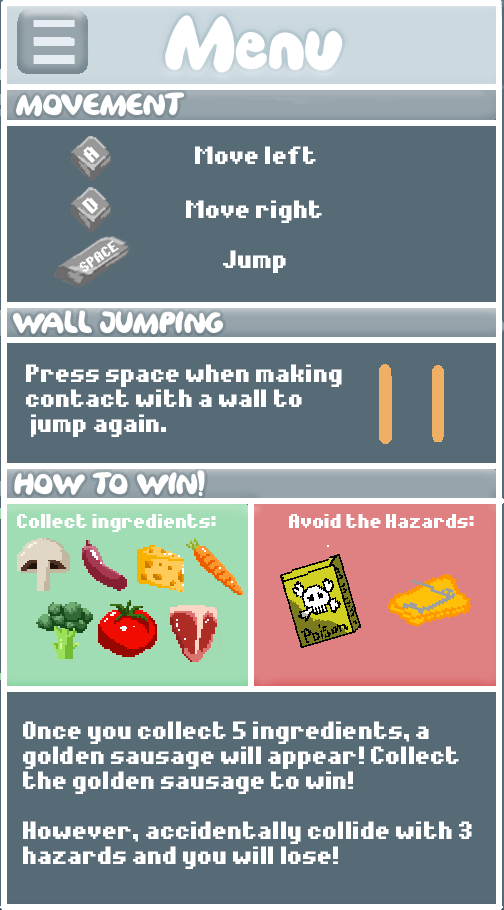 Menu
MOVEMENT
A
Move left
D
Move right
SPACE
Jump
WALL JUMPING
Press space when making
contact with a wall to
jump again.
HOW TO WIN!
Collect ingredients:
Avoid the Hazards:
Poison
Once you collect 5 ingredients, a
golden sausage will appear! Collect
the golden sausage to win!
However, accidentally collide with 3
hazards and you will lose!